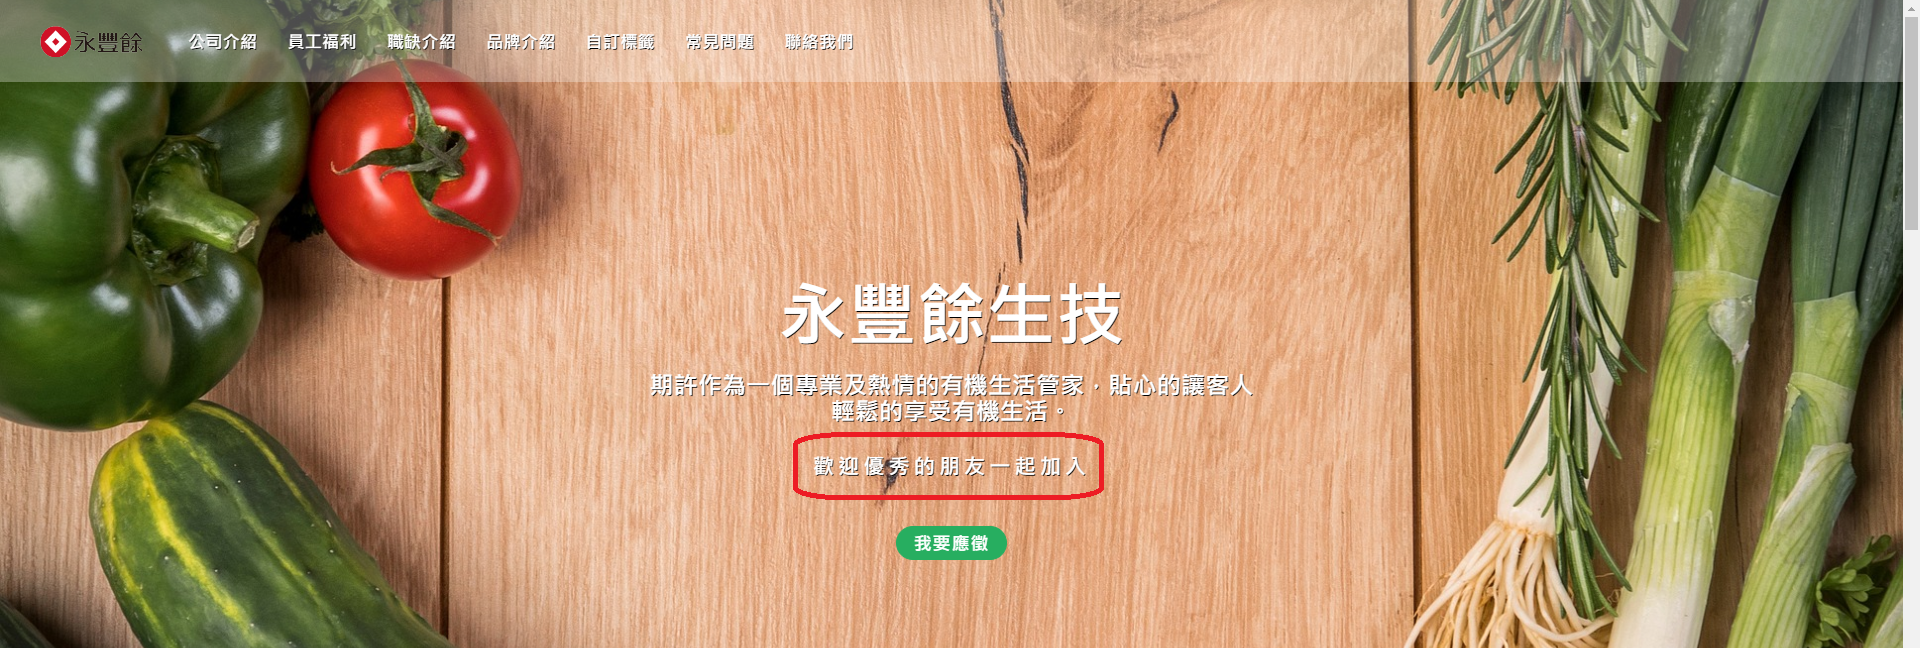 永豐餘
公司介紹 員工福利 職缺介紹 品牌介紹 自訂標籤 常見問題 聯絡我們
永豐餘生技
期許作為一個專業及熱情的有機生活管家，貼心的讓客人
輕鬆的享受有機生活。
歡迎優秀的朋友一起加入
我要應徵